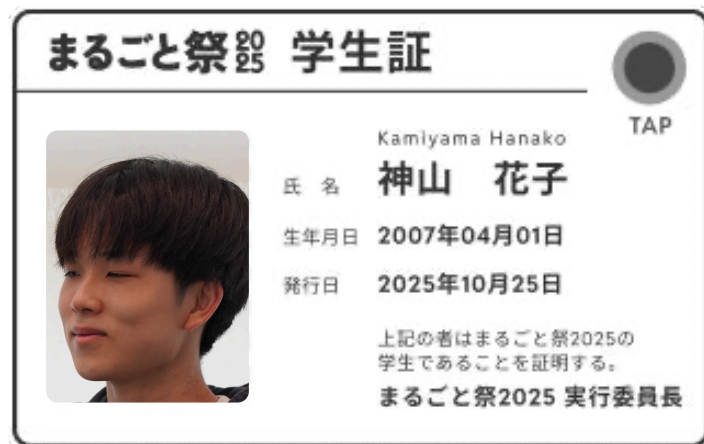 まるごと祭2025 学生証
TAP
Kamiyama Hanako
氏 名 神山 花子
生年月日 2007年04月01日
発行日 2025年10月25日
上記の者はまるごと祭2025の
学生であることを証明する。
まるごと祭2025 実行委員長